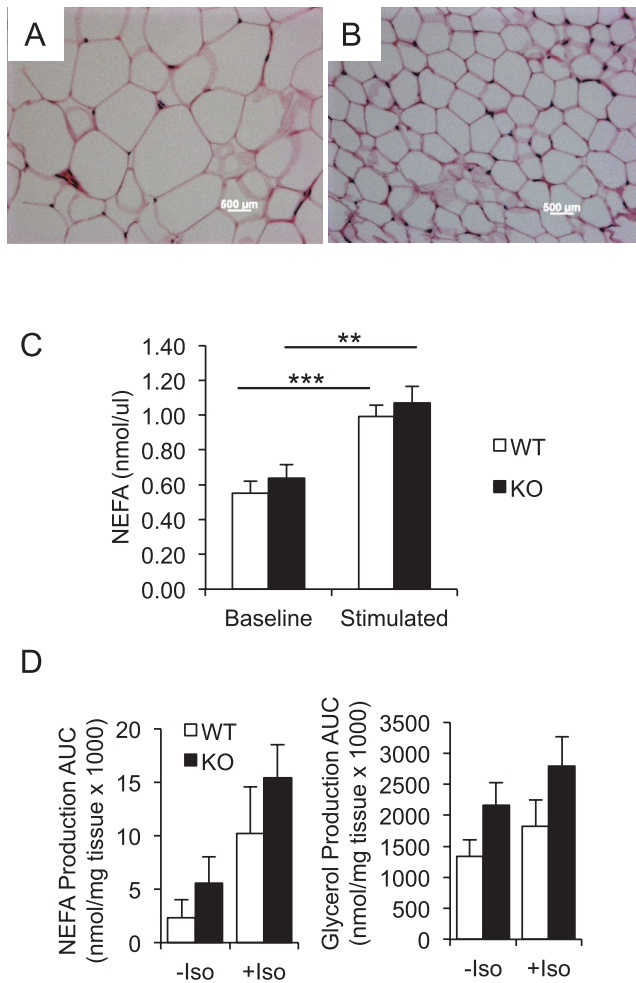 A
B
500 µm
500 µm
C
NEFA (nmol/ul)
1.40
1.20
1.00
0.80
0.60
0.40
0.20
0.00
**
***
WT
KO
Baseline
Stimulated
D
NEFA Production AUC
(nmol/mg tissue x 1000)
20
15
10
5
0
WT
KO
-Iso
+Iso
Glycerol Production AUC
(nmol/mg tissue x 1000)
3500
3000
2500
2000
1500
1000
500
0
-Iso
+Iso